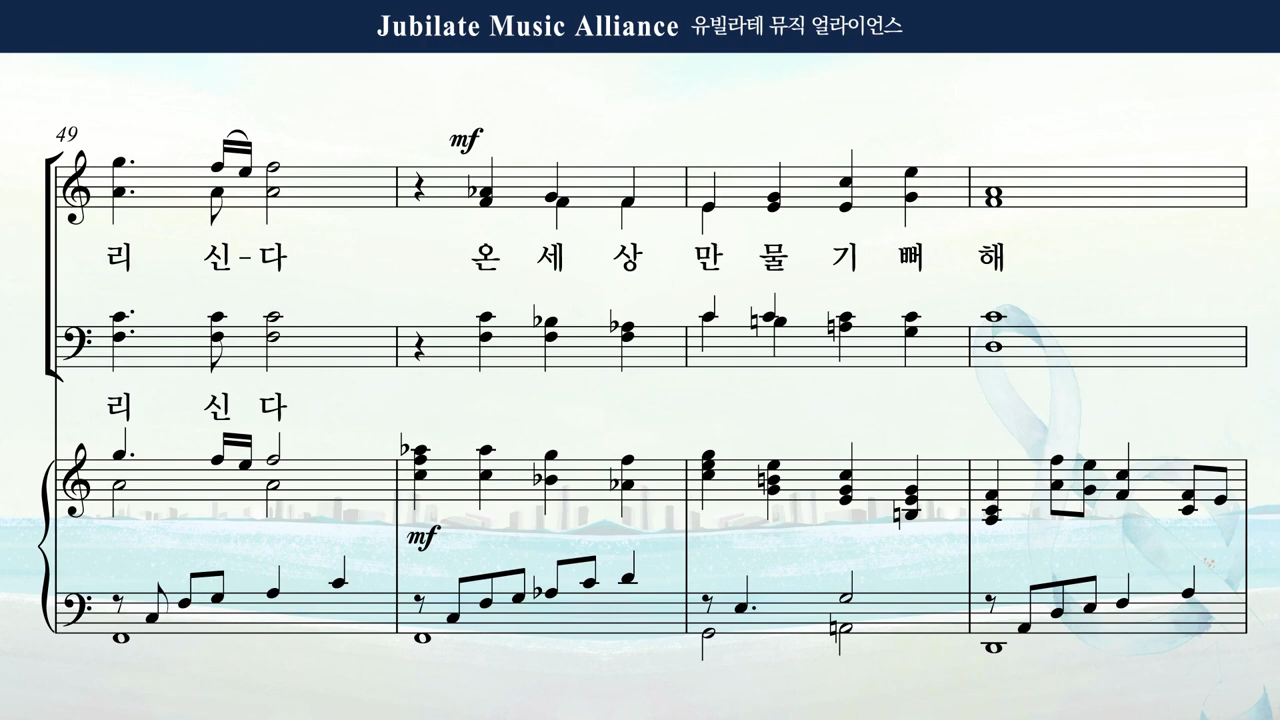 Jubilate Music Alliance 유빌라테 뮤직 얼라이언스
49
mf
리 신-다 온 세 상 만 물 기 뻐 해
리 신 다
mf